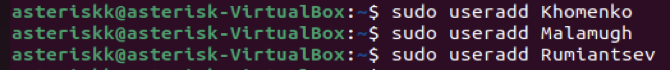 asteriskk@asterisk-VirtualBox:~$ sudo useradd Khomenko
asteriskk@asterisk-VirtualBox:~$ sudo useradd Malamugh
asteriskk@asterisk-VirtualBox:~$ sudo useradd Rumiantsev